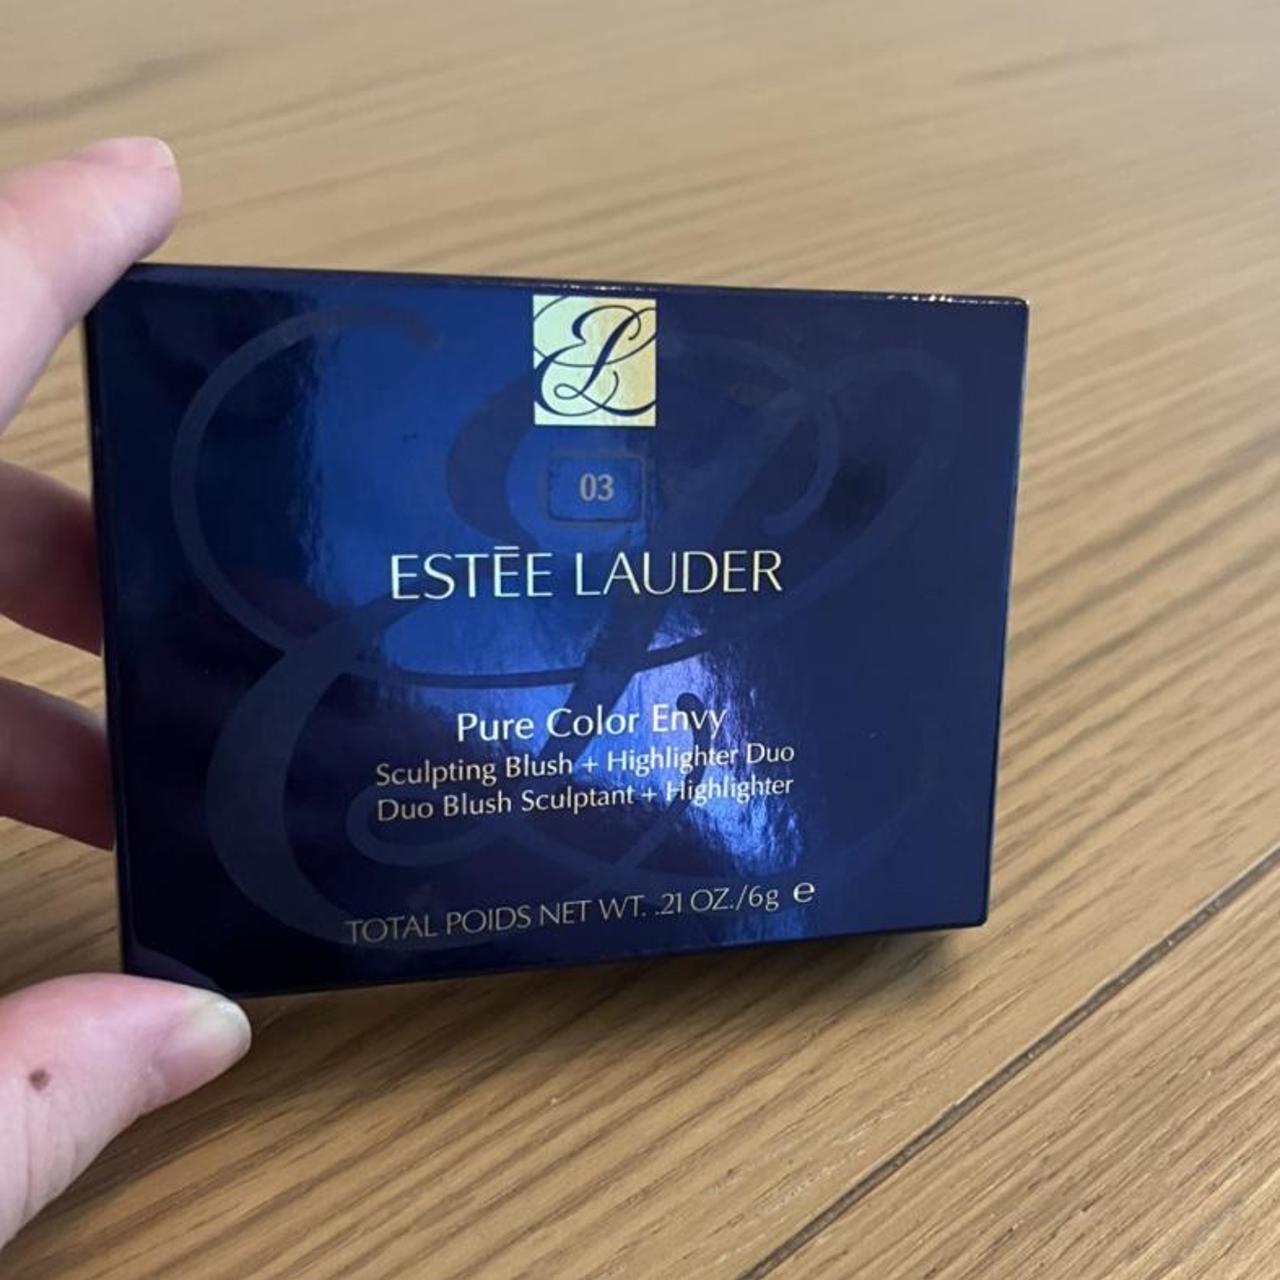 EL
03
ESTĒE LAUDER
Pure Color Envy
Sculpting Blush + Highlighter Duo
Duo Blush Sculptant + Highlighter
TOTAL POIDS NET WT. .21 OZ./6g ℮